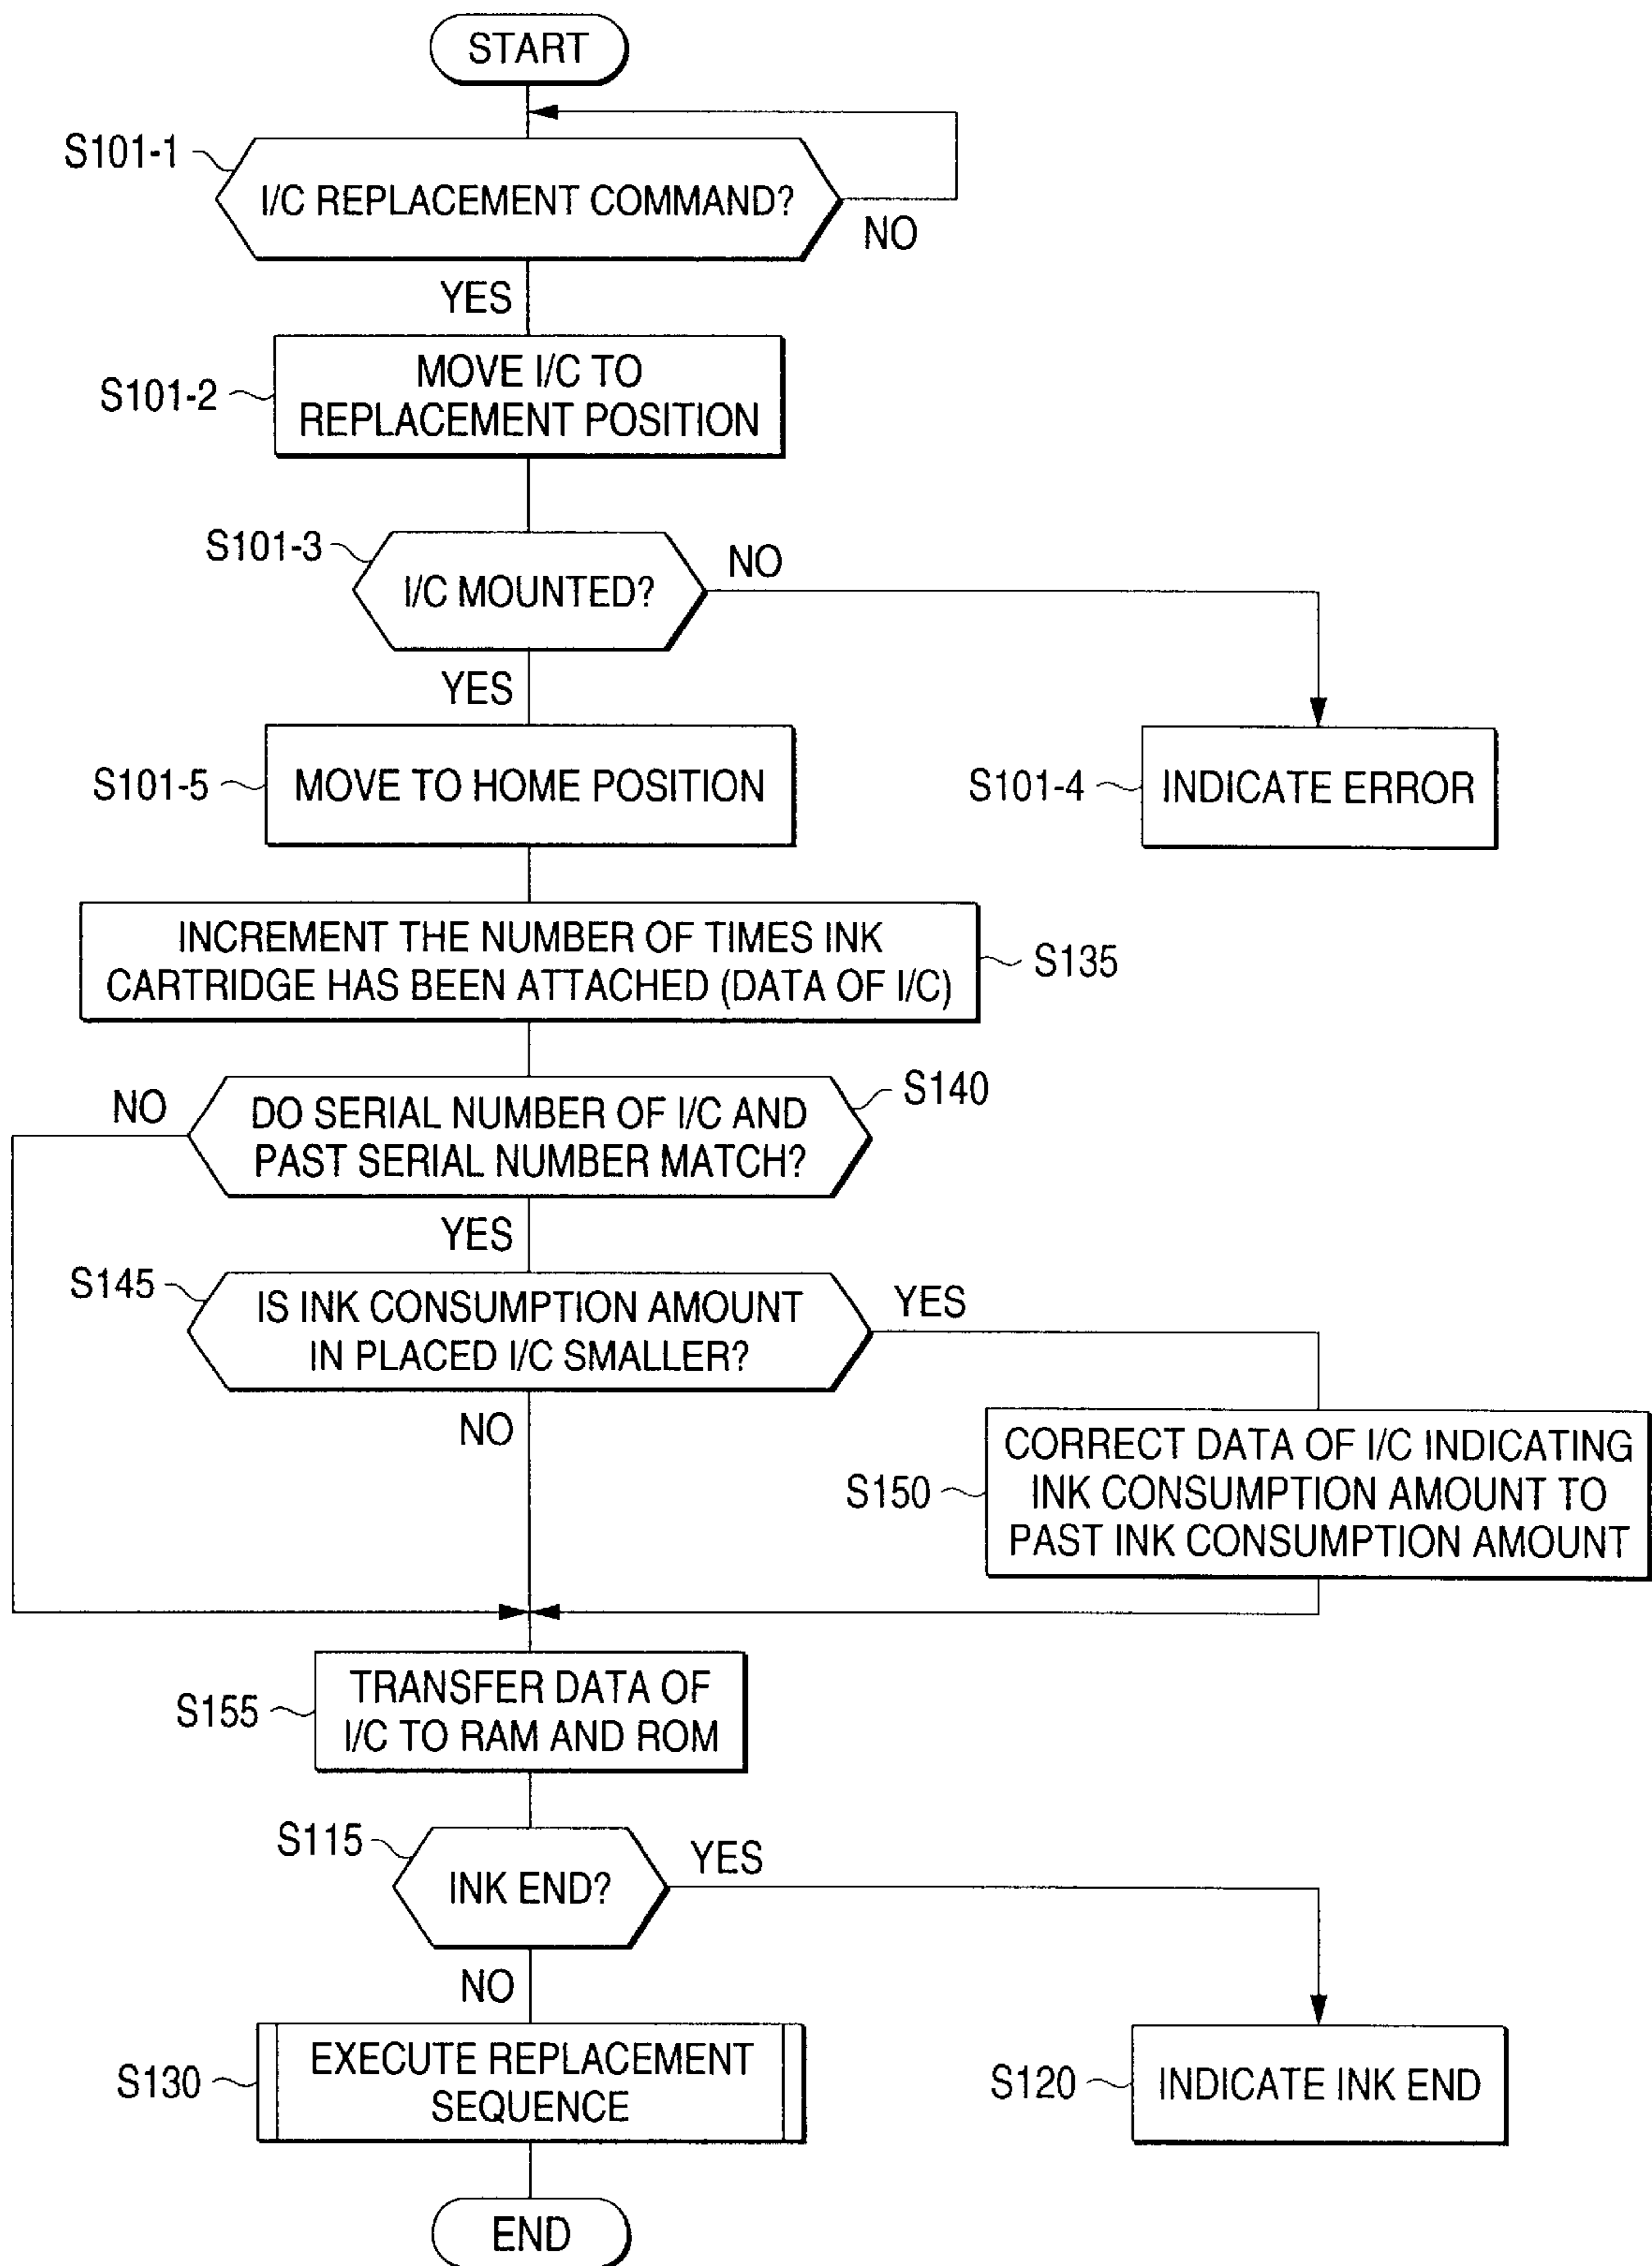 START
S101-1
I/C REPLACEMENT COMMAND?
NO
YES
S101-2
MOVE I/C TO
REPLACEMENT POSITION
S101-3
I/C MOUNTED?
NO
YES
S101-5
MOVE TO HOME POSITION
S101-4
INDICATE ERROR
INCREMENT THE NUMBER OF TIMES INK
CARTRIDGE HAS BEEN ATTACHED (DATA OF I/C)
S135
NO
DO SERIAL NUMBER OF I/C AND
PAST SERIAL NUMBER MATCH?
S140
YES
S145
IS INK CONSUMPTION AMOUNT
IN PLACED I/C SMALLER?
YES
NO
S150
CORRECT DATA OF I/C INDICATING
INK CONSUMPTION AMOUNT TO
PAST INK CONSUMPTION AMOUNT
S155
TRANSFER DATA OF
I/C TO RAM AND ROM
S115
INK END?
YES
NO
S130
EXECUTE REPLACEMENT
SEQUENCE
S120
INDICATE INK END
END